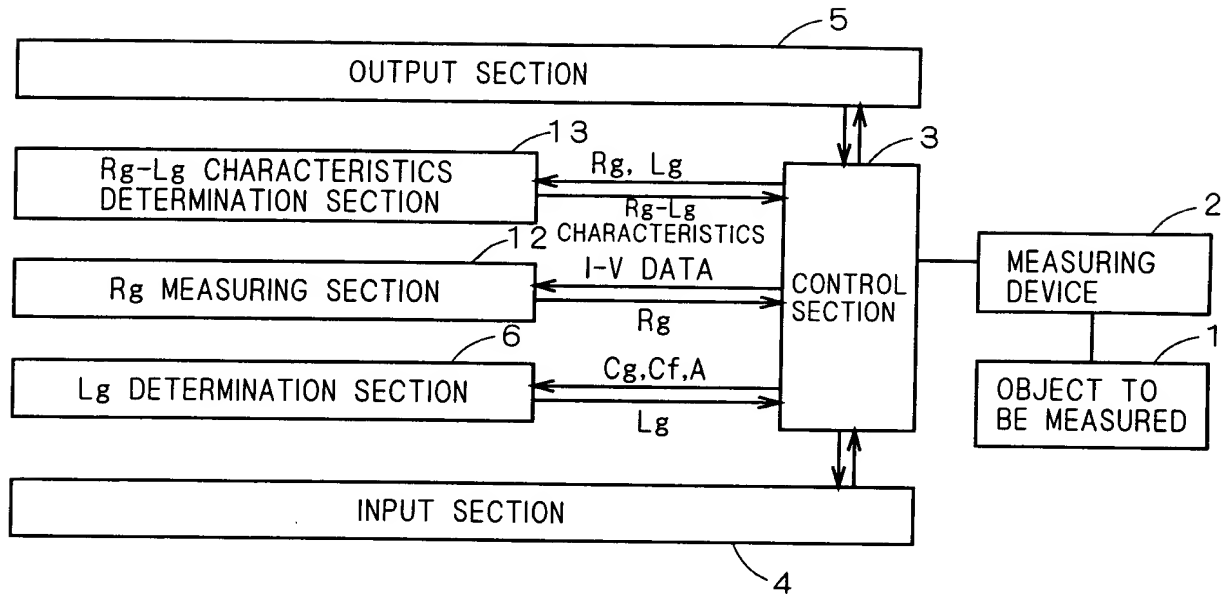 5
OUTPUT SECTION
13
Rg-Lg CHARACTERISTICS
DETERMINATION SECTION
Rg, Lg
Rg-Lg
CHARACTERISTICS
3
CONTROL
SECTION
2
MEASURING
DEVICE
12
Rg MEASURING SECTION
I-V DATA
Rg
1
OBJECT TO
BE MEASURED
6
Lg DETERMINATION SECTION
Cg,Cf,A
Lg
INPUT SECTION
4